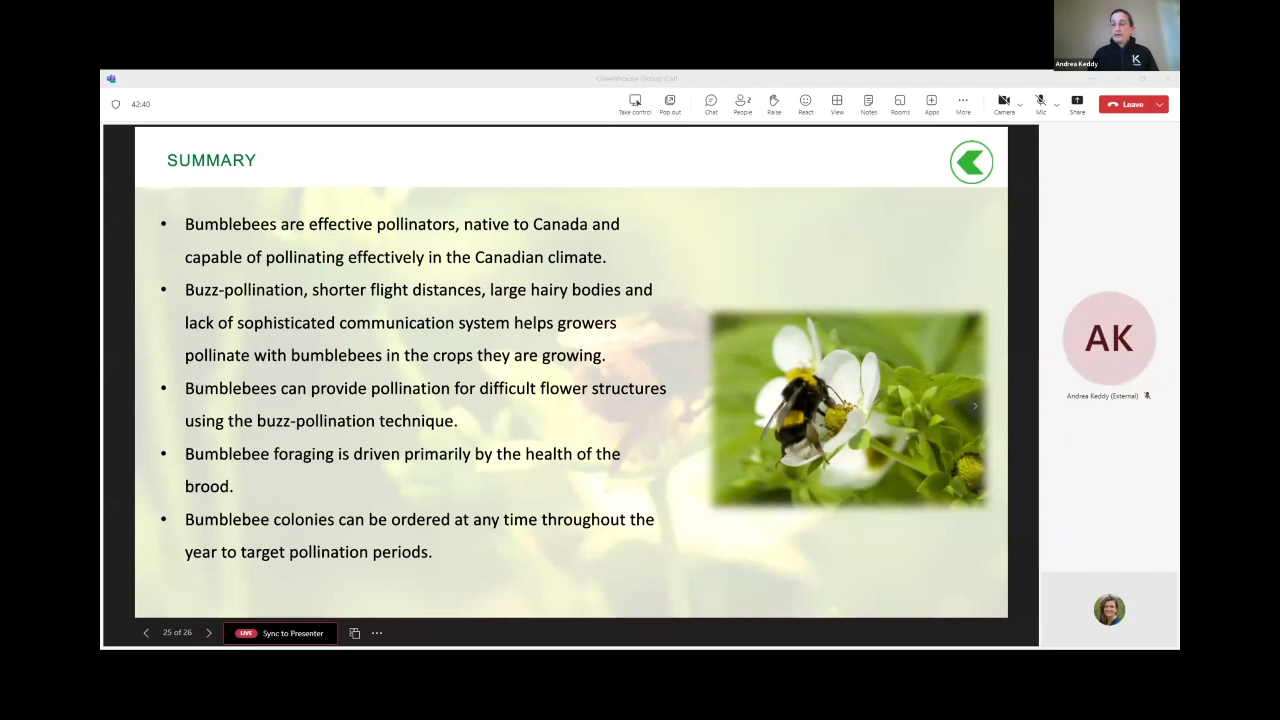 Andrea Keddy
K
Greenhouse Group Call
42:40
Take control
Pop out
Chat
2
People
Raise
React
View
Notes
Rooms
Apps
More
Camera
Mic
Share
Leave
SUMMARY
• Bumblebees are effective pollinators, native to Canada and
capable of pollinating effectively in the Canadian climate.
• Buzz-pollination, shorter flight distances, large hairy bodies and
lack of sophisticated communication system helps growers
pollinate with bumblebees in the crops they are growing.
• Bumblebees can provide pollination for difficult flower structures
using the buzz-pollination technique.
• Bumblebee foraging is driven primarily by the health of the
brood.
• Bumblebee colonies can be ordered at any time throughout the
year to target pollination periods.
AK
Andrea Keddy (External)
25 of 26
LIVE Sync to Presenter